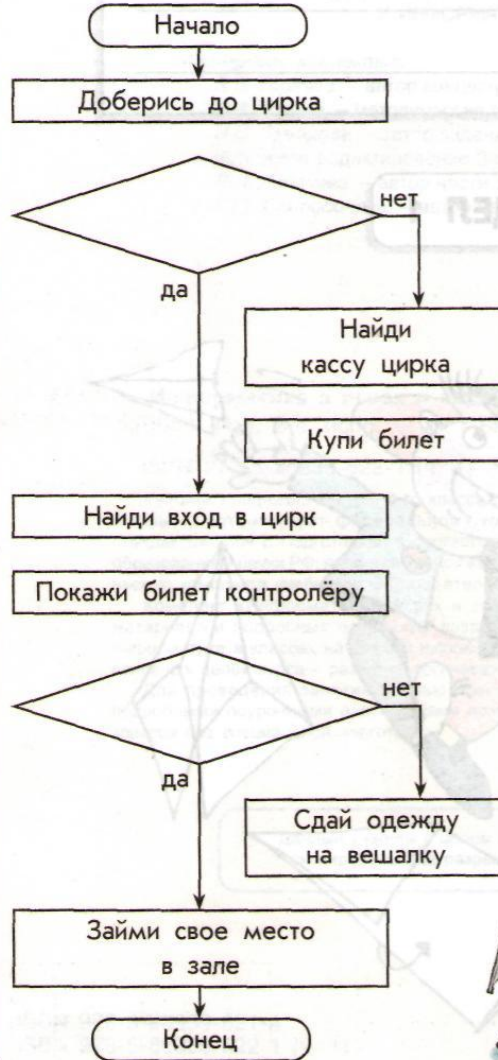 Начало
Доберись до цирка
нет
да
Найди
кассу цирка
Купи билет
Найди вход в цирк
Покажи билет контролёру
нет
да
Сдай одежду
на вешалку
Займи свое место
в зале
Конец